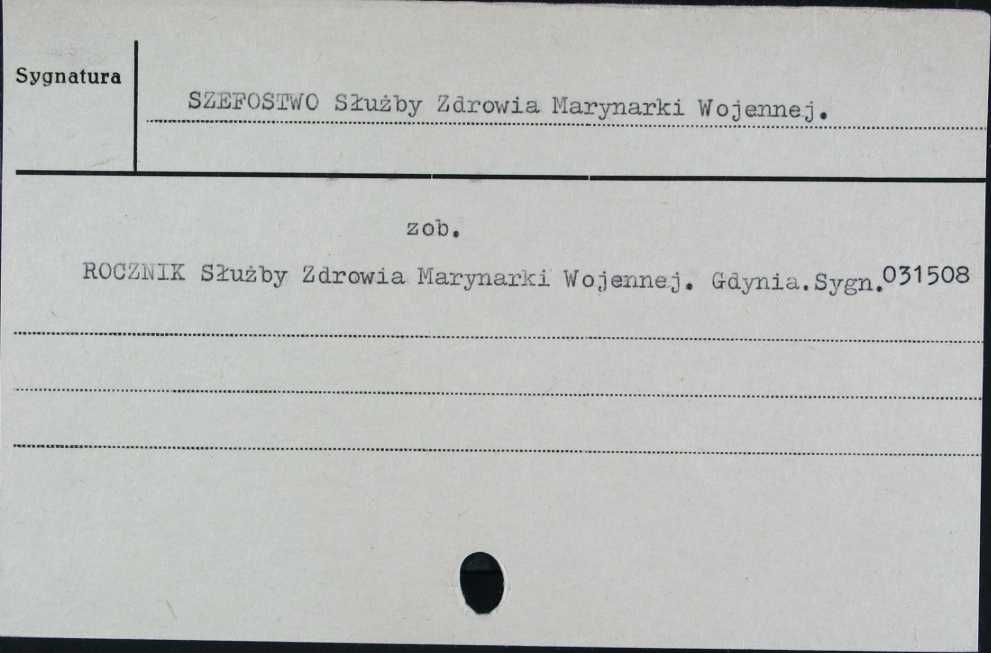 Sygnatura
SZEFOSTWO Służby Zdrowia Marynarki Wojennej.
zob.
ROCZNIK Służby Zdrowia Marynarki Wojennej. Gdynia.Sygn.031508